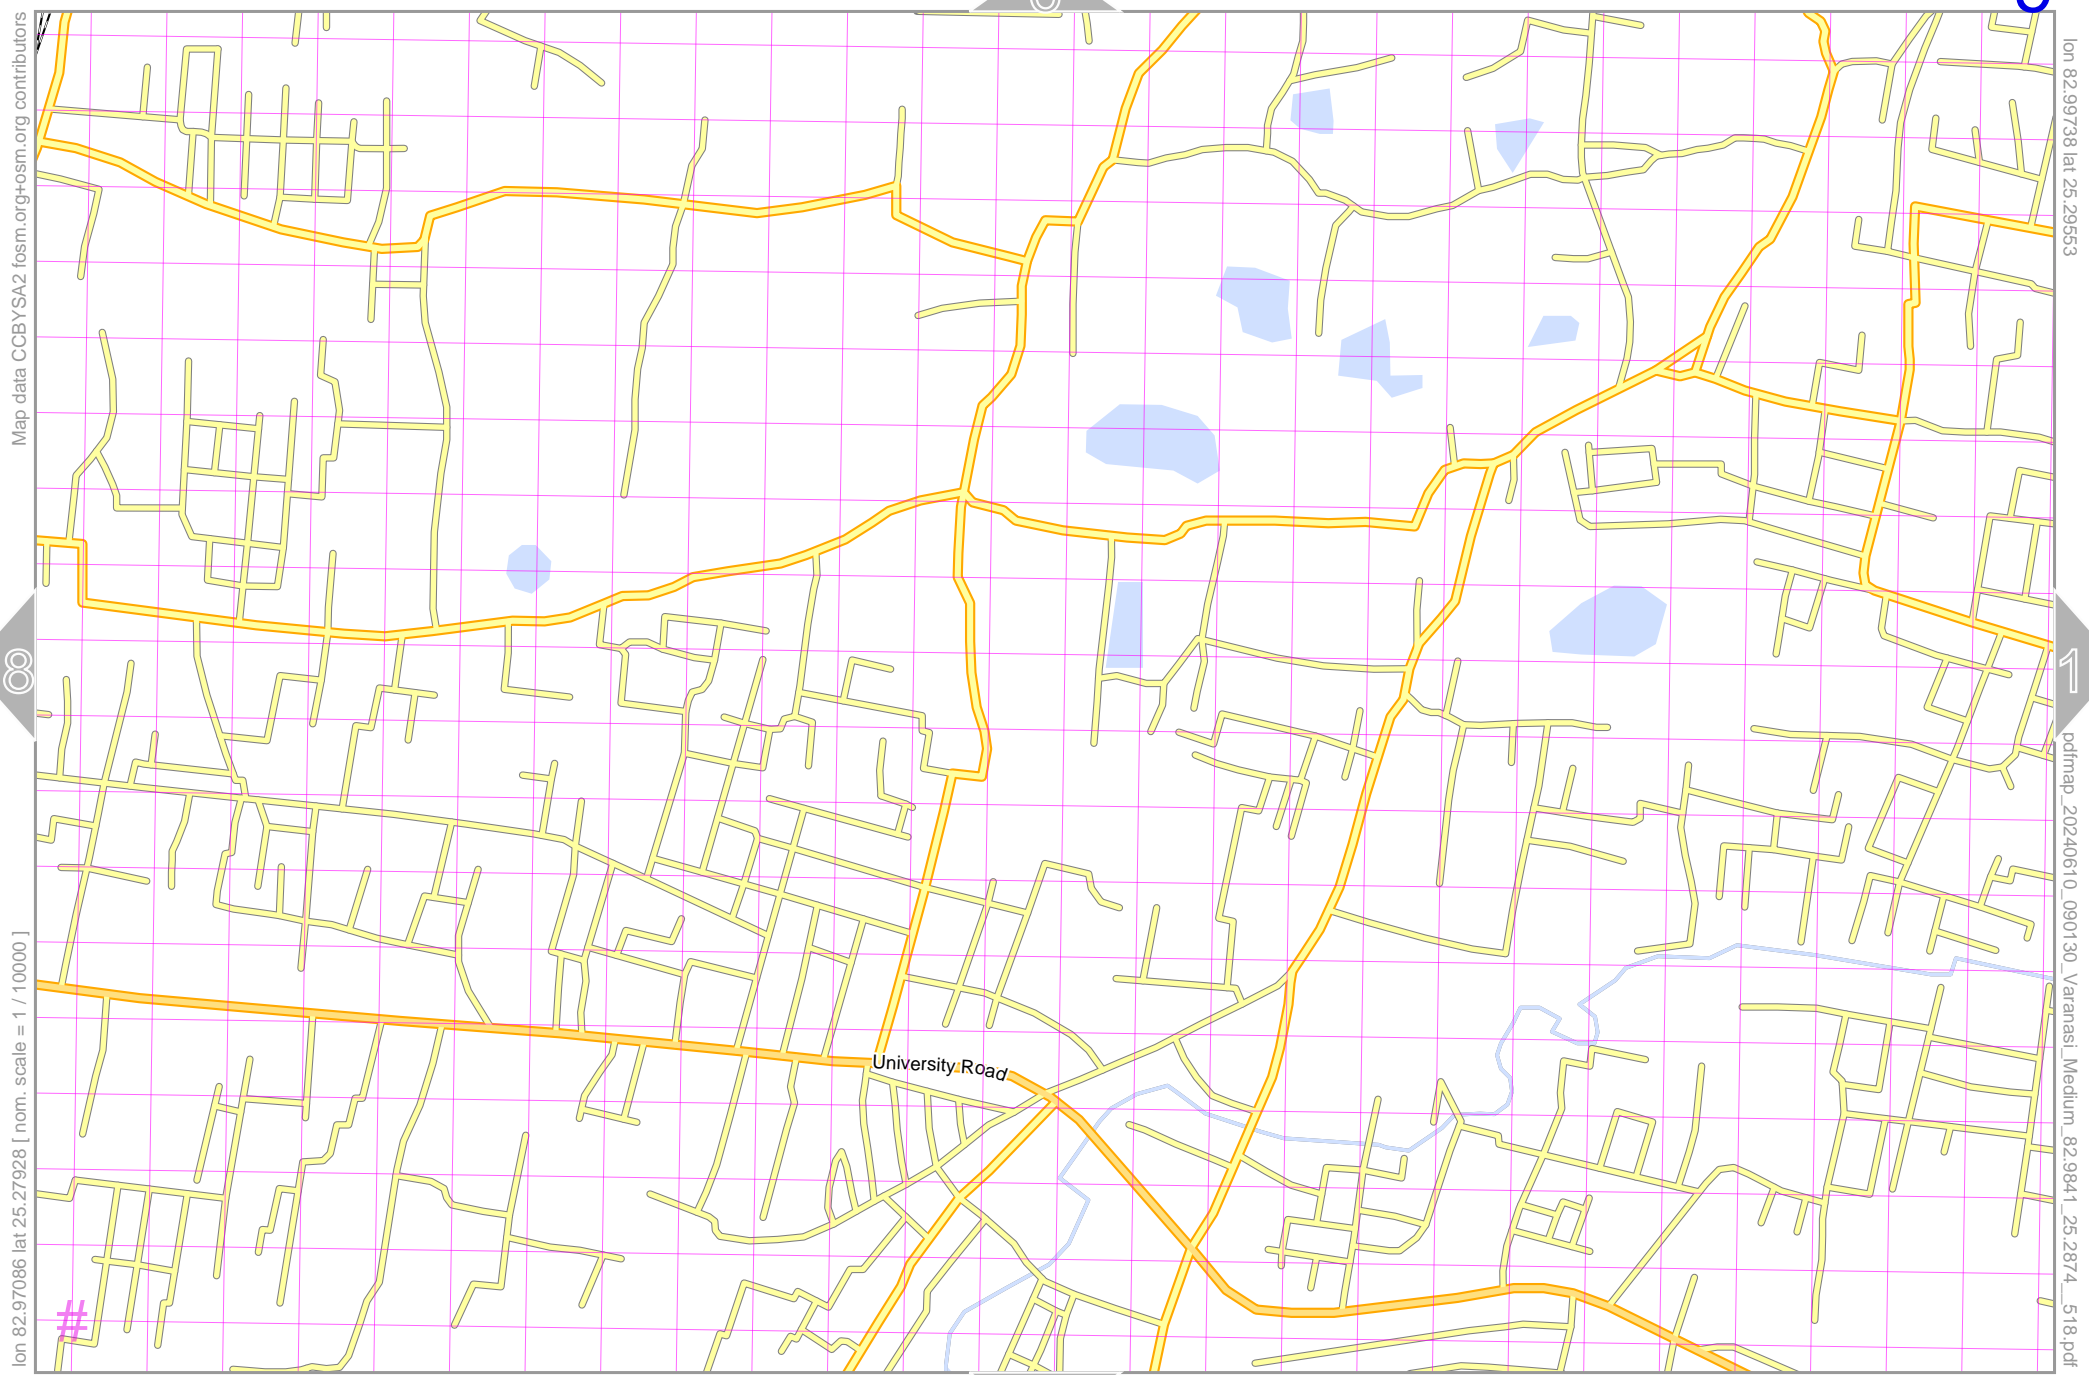 Map data CCBYSA2 fosm.org+osm.org contributors
lon 82.97086 lat 25.27928 [ nom. scale = 1 / 10000 ]
8
University Road
#
lon 82.99738 lat 25.29553
1
pdfmap_20240610_090130_Varanasi_Medium_82.9841_25.2874__518.pdf